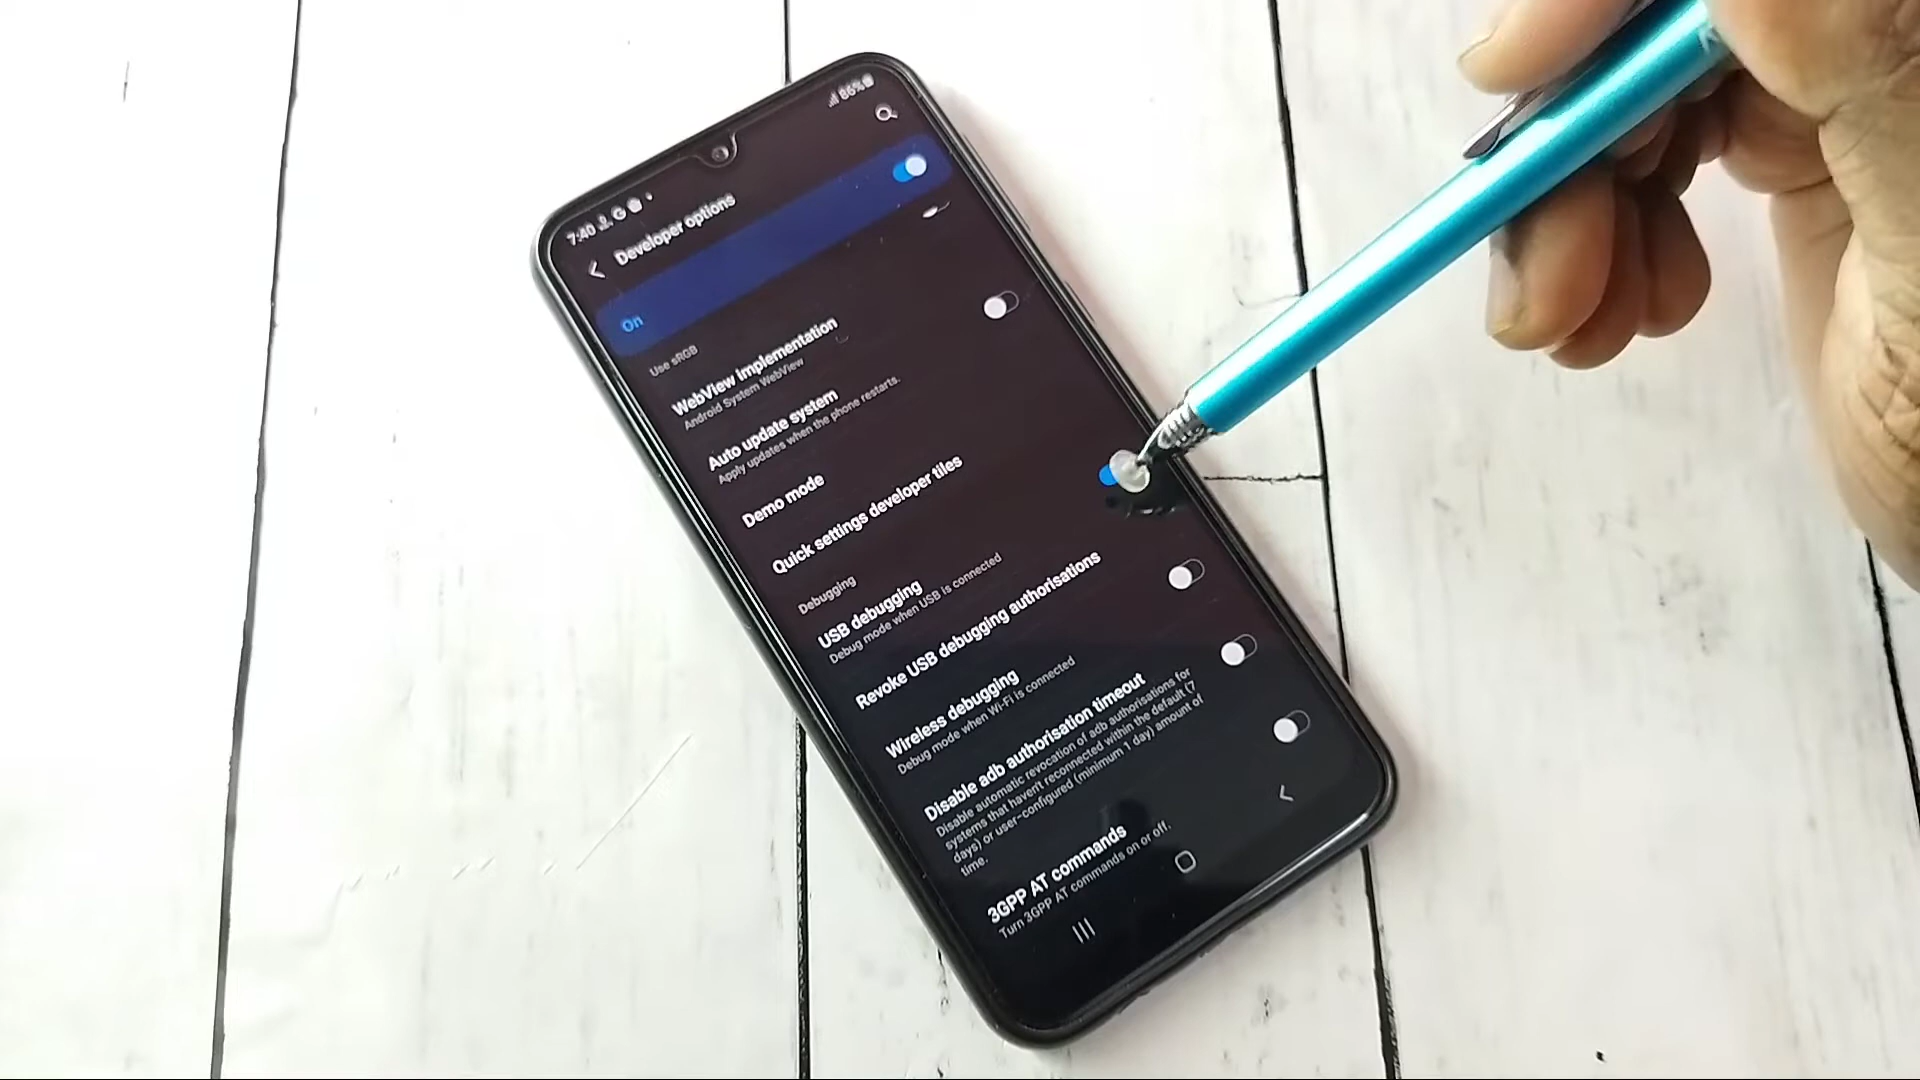 7:40
86%
Developer options
On
Use sRGB
WebView implementation
Android System WebView
Auto update system
Apply updates when the phone restarts.
Demo mode
Quick settings developer tiles
Debugging
USB debugging
Debug mode when USB is connected
Revoke USB debugging authorisations
Wireless debugging
Debug mode when Wi-Fi is connected
Disable adb authorisation timeout
Disable automatic revocation of adb authorisations for
systems that haven't reconnected within the default (7
days) or user-configured (minimum 1 day) amount of
time.
3GPP AT commands
Turn 3GPP AT commands on or off.